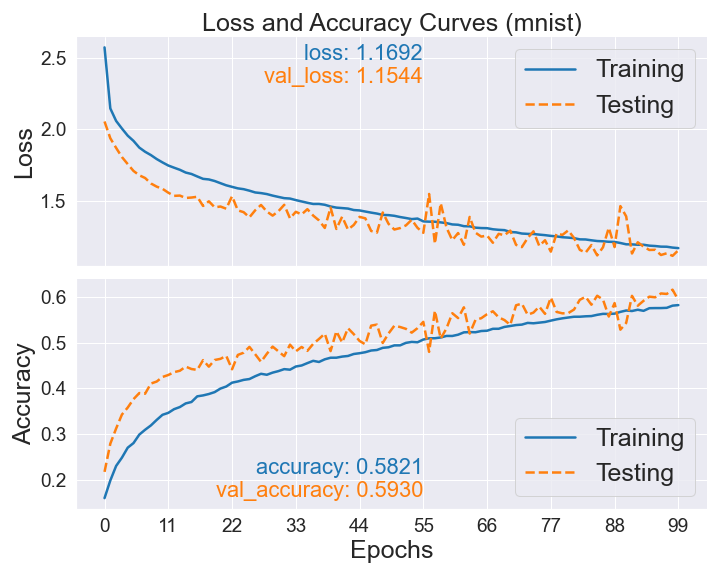 Loss and Accuracy Curves (mnist)
loss: 1.1692
val_loss: 1.1544
Training
Testing
2.5
2.0
1.5
Loss
0.6
0.5
0.4
0.3
0.2
Accuracy
accuracy: 0.5821
val_accuracy: 0.5930
Training
Testing
0 11 22 33 44 55 66 77 88 99
Epochs